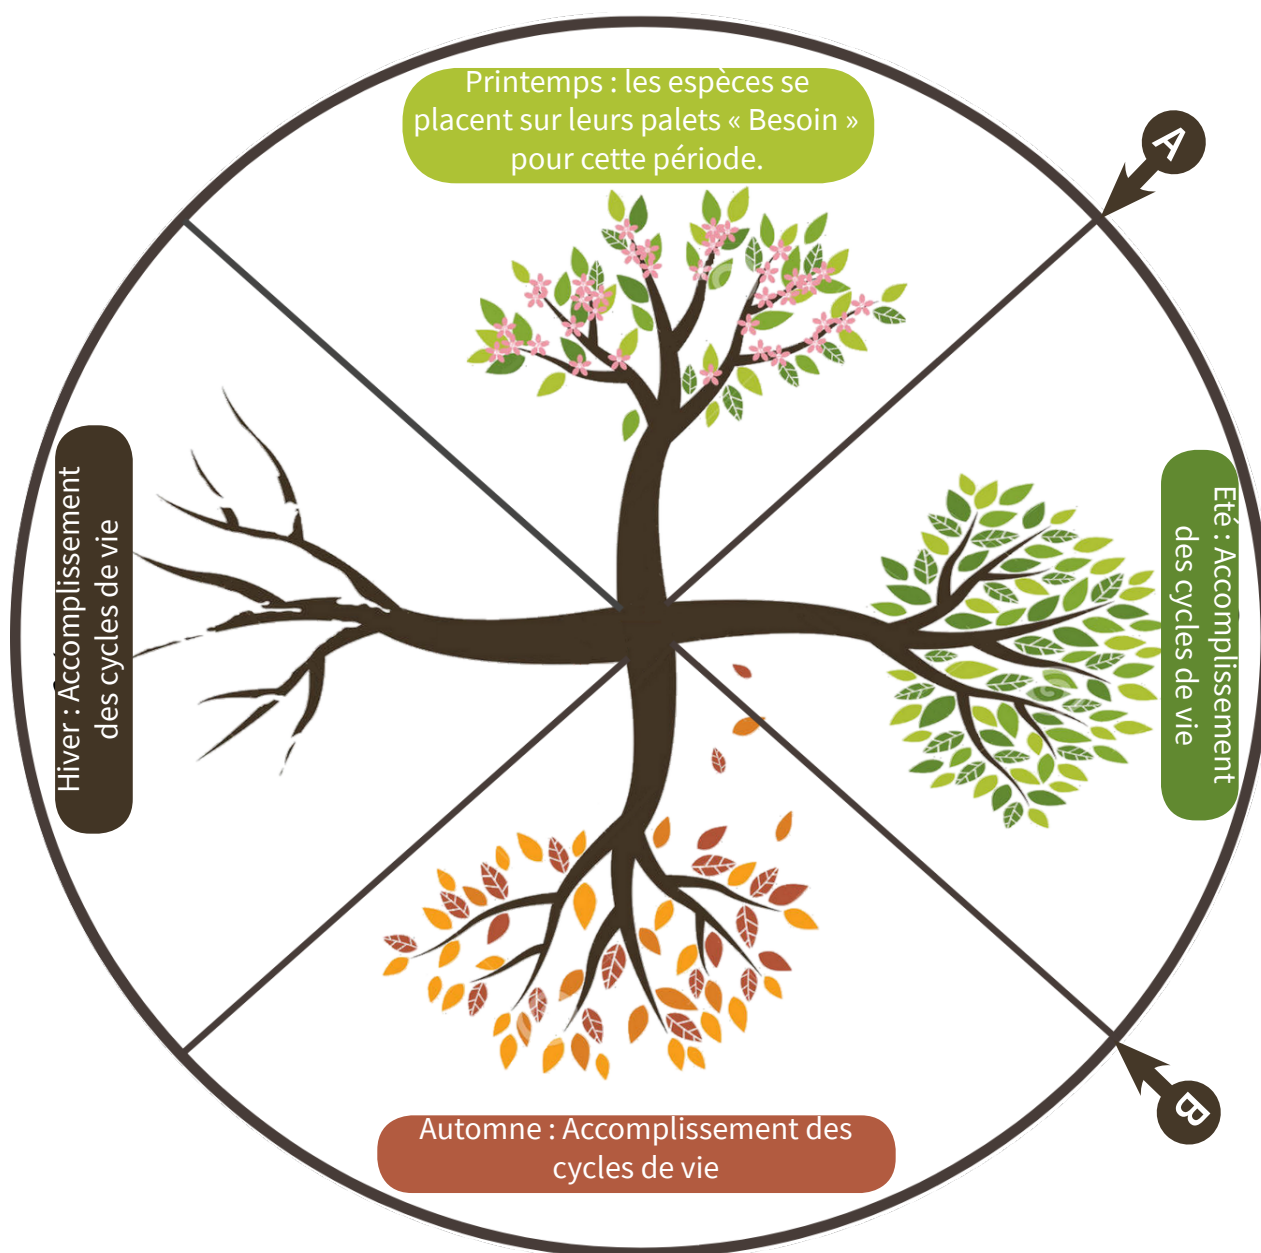 Printemps : les espèces se
placent sur leurs palets « Besoin »
pour cette période.
A
Eté : Accomplissement
des cycles de vie
B
Automne : Accomplissement des
cycles de vie
Hiver : Accomplissement
des cycles de vie